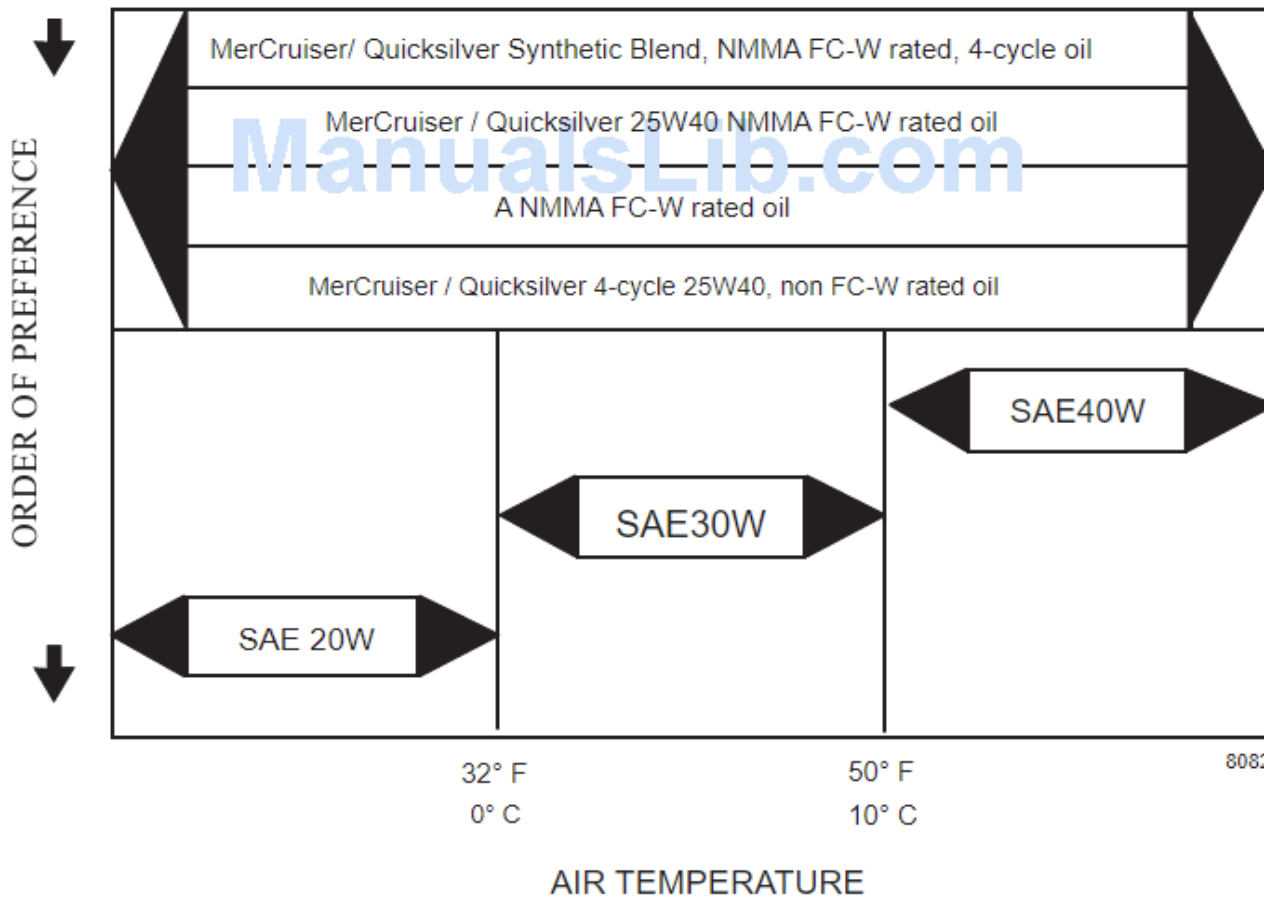 MerCruiser/ Quicksilver Synthetic Blend, NMMA FC-W rated, 4-cycle oil
MerCruiser / Quicksilver 25W40 NMMA FC-W rated oil
ManualsLib.com
A NMMA FC-W rated oil
MerCruiser / Quicksilver 4-cycle 25W40, non FC-W rated oil
ORDER OF PREFERENCE
SAE40W
SAE30W
SAE 20W
32° F
50° F
8082
0° C
10° C
AIR TEMPERATURE